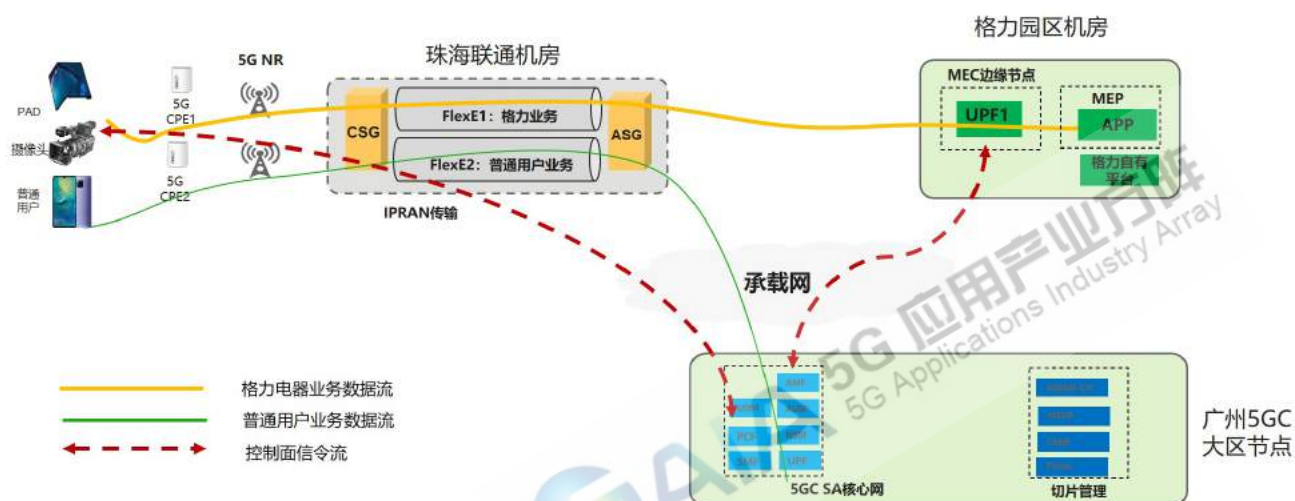 格力园区机房
珠海联通机房
5G NR
MEC边缘节点
PAD
5G
CPE1
MEP
CSG
FlexE1：格力业务
ASG
UPF1
APP
摄像头
FlexE2：普通用户业务
格力自有
平台
5G
CPE2
普通
用户
IPRAN传输
承载网
5G 应用产业方阵
5G Applications Industry Array
格力电器业务数据流
普通用户业务数据流
控制面信令流
AMF
PCF
SMF
UPF
广州5GC
大区节点
5GC SA核心网
切片管理